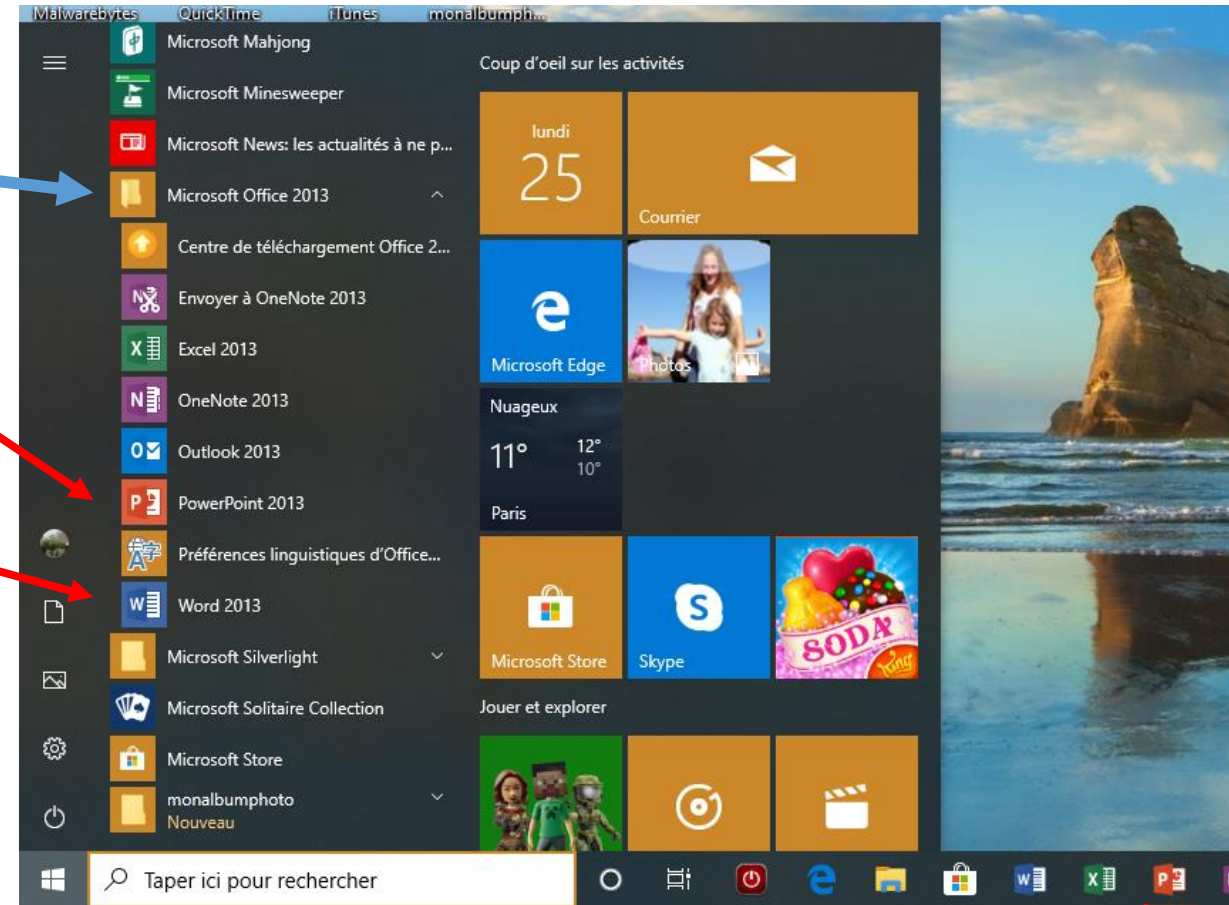 Malwarebytes QuickTime iTunes monalbumph...
Microsoft Mahjong
Microsoft Minesweeper
Microsoft News: les actualités à ne p...
Microsoft Office 2013
Centre de téléchargement Office 2...
Envoyer à OneNote 2013
Excel 2013
OneNote 2013
Outlook 2013
PowerPoint 2013
Préférences linguistiques d'Office...
Word 2013
Microsoft Silverlight
Microsoft Solitaire Collection
Microsoft Store
monalbumphoto
Nouveau
Coup d'oeil sur les activités
lundi
25
Courrier
Microsoft Edge
Photos
Nuageux
11° 12°
10°
Paris
Microsoft Store
Skype
SODA
King
Jouer et explorer
Taper ici pour rechercher